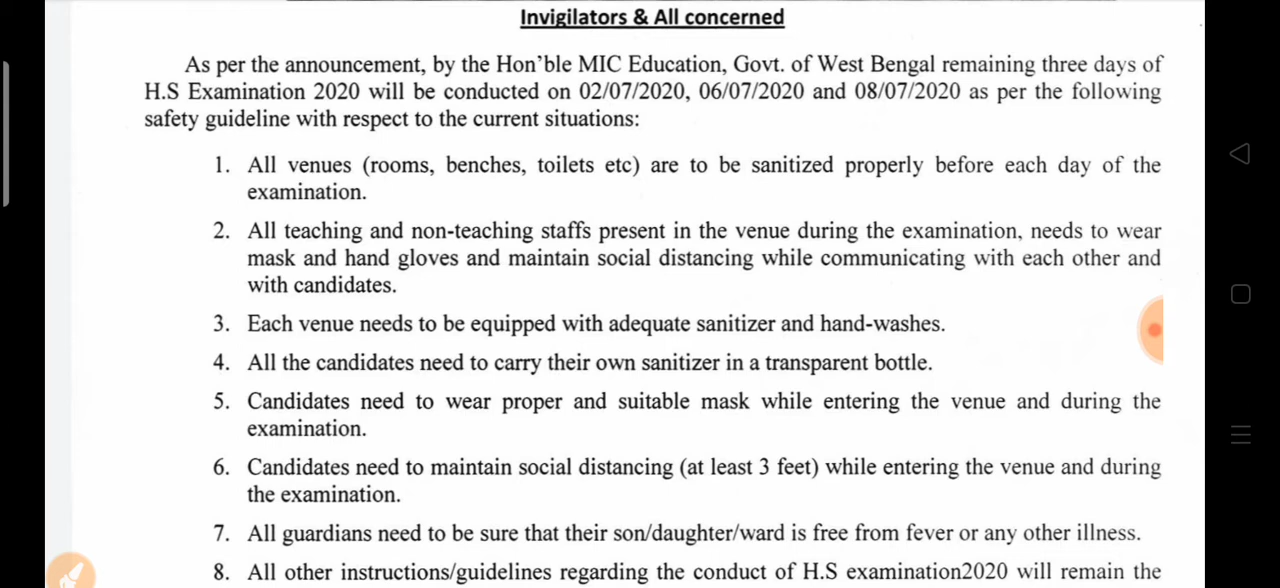 Invigilators & All concerned
As per the announcement, by the Hon’ble MIC Education, Govt. of West Bengal remaining three days of
H.S Examination 2020 will be conducted on 02/07/2020, 06/07/2020 and 08/07/2020 as per the following
safety guideline with respect to the current situations:
1. All venues (rooms, benches, toilets etc) are to be sanitized properly before each day of the
examination.
2. All teaching and non-teaching staffs present in the venue during the examination, needs to wear
mask and hand gloves and maintain social distancing while communicating with each other and
with candidates.
3. Each venue needs to be equipped with adequate sanitizer and hand-washes.
4. All the candidates need to carry their own sanitizer in a transparent bottle.
5. Candidates need to wear proper and suitable mask while entering the venue and during the
examination.
6. Candidates need to maintain social distancing (at least 3 feet) while entering the venue and during
the examination.
7. All guardians need to be sure that their son/daughter/ward is free from fever or any other illness.
8. All other instructions/guidelines regarding the conduct of H.S examination2020 will remain the